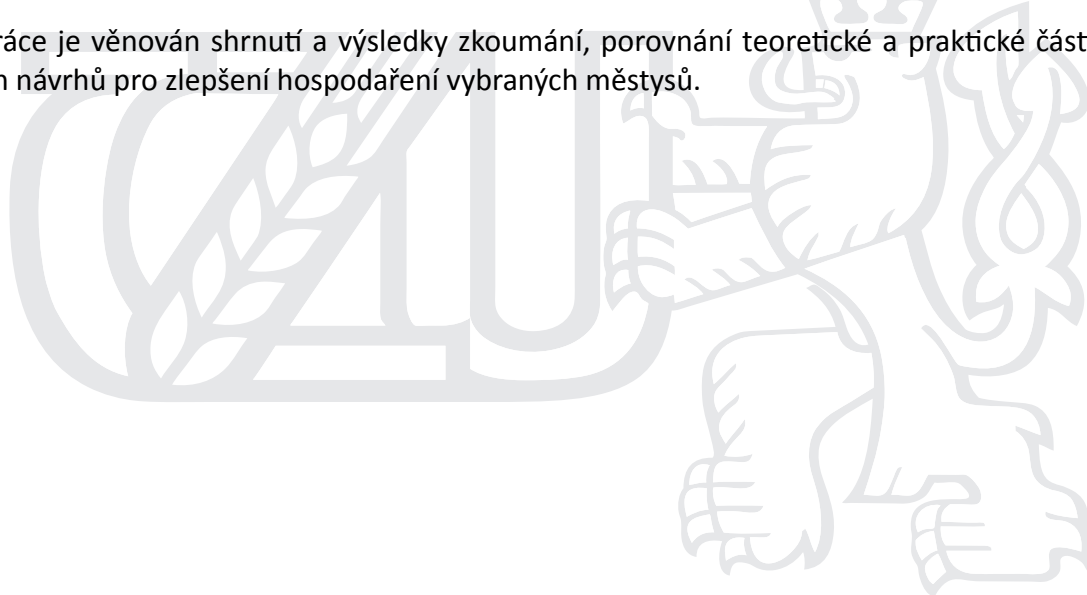 ráce je věnován shrnutí a výsledky zkoumání, porovnání teoretické a praktické část
h návrhů pro zlepšení hospodaření vybraných městysů.